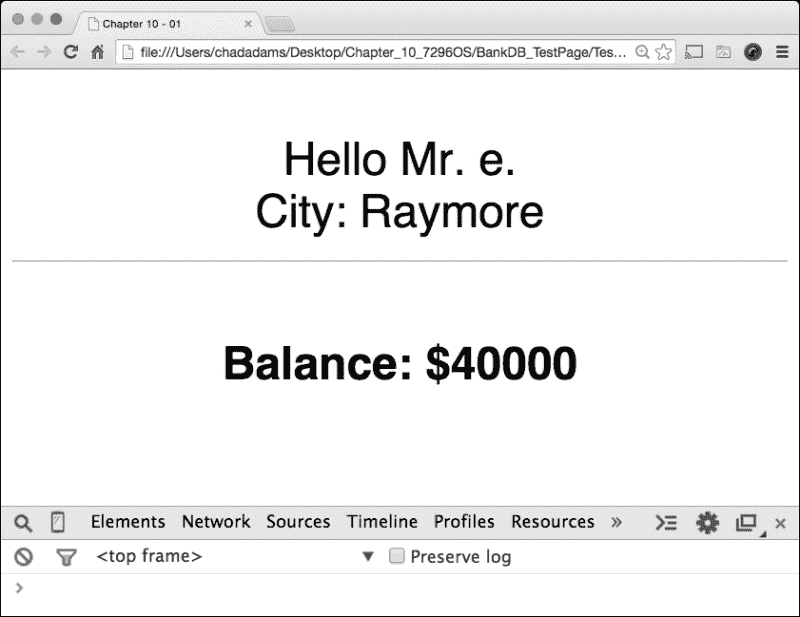 Chapter 10 - 01
file:///Users/chadadams/Desktop/Chapter_10_7296OS/BankDB_TestPage/Tes...
Hello Mr. e.
City: Raymore
Balance: $40000
Elements Network Sources Timeline Profiles Resources »
<top frame> ▼ Preserve log